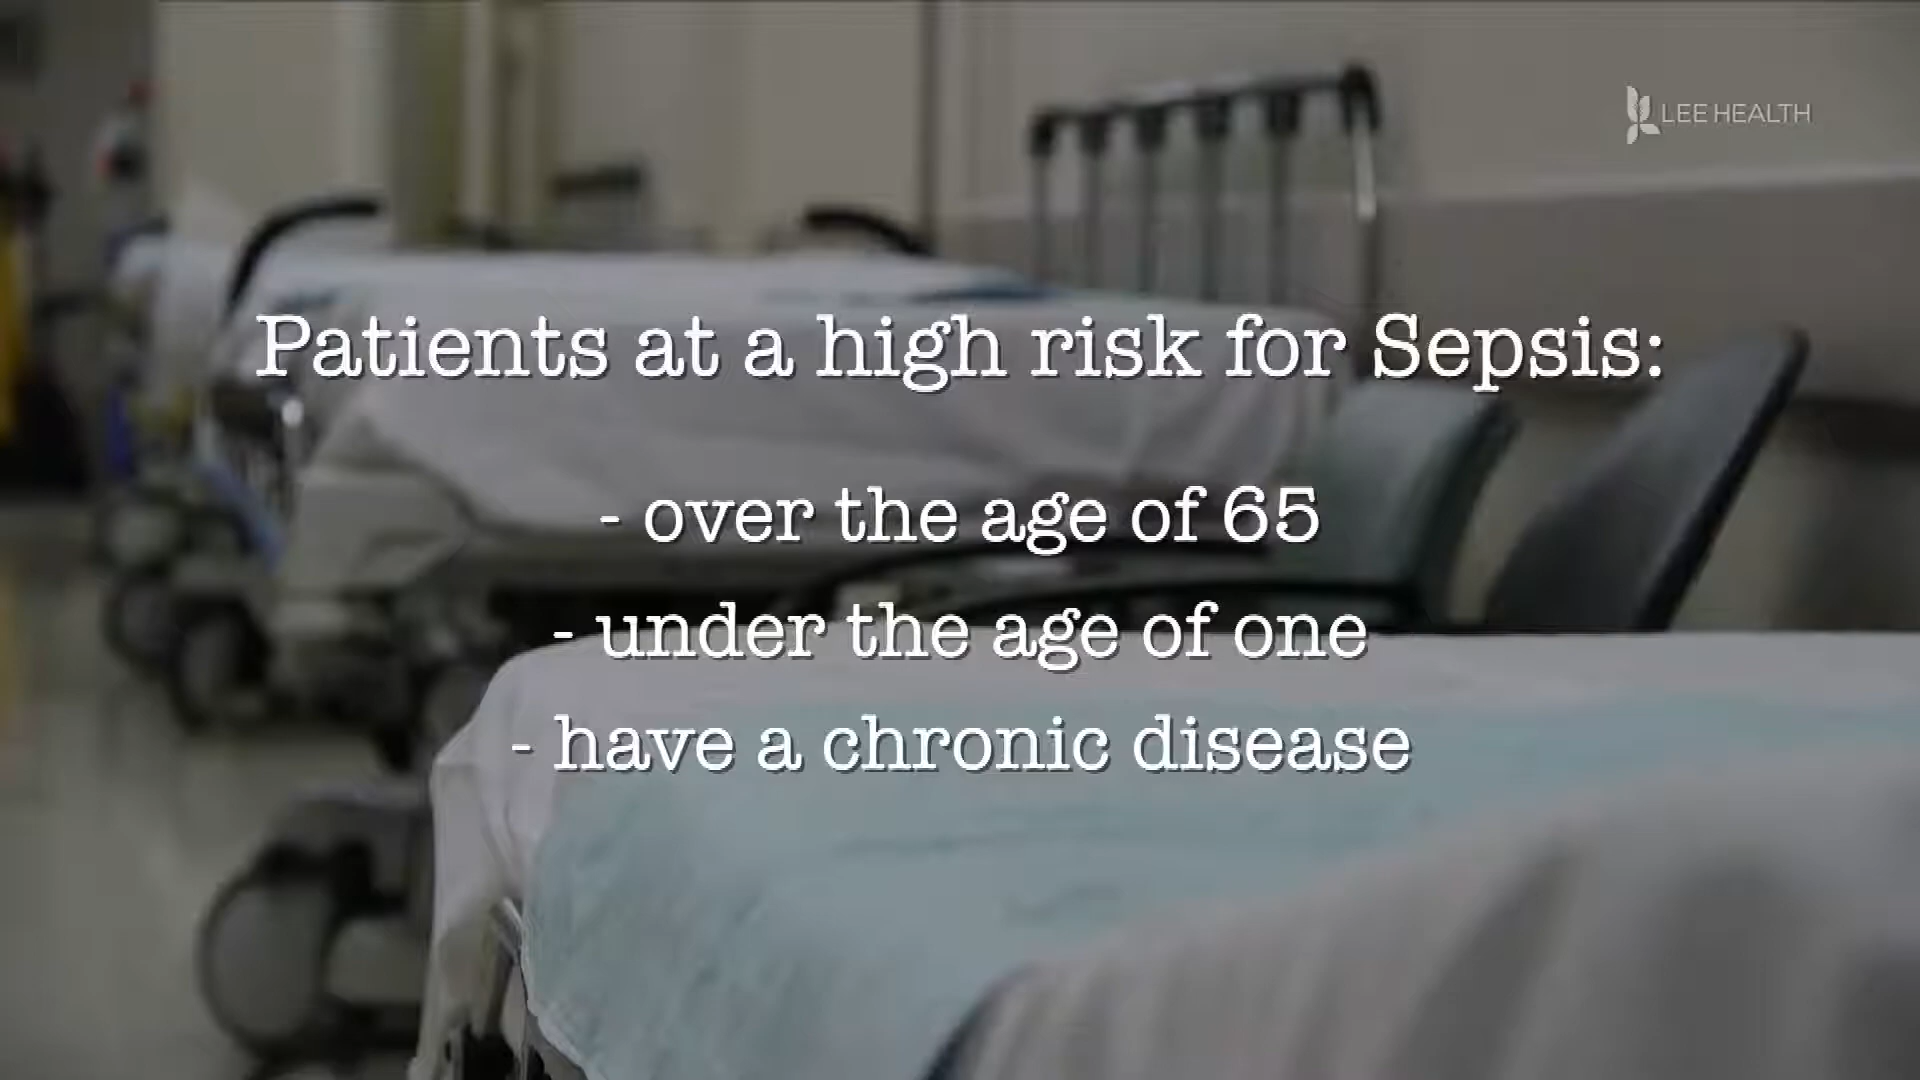 LEE HEALTH
Patients at a high risk for Sepsis:
- over the age of 65
- under the age of one
- have a chronic disease